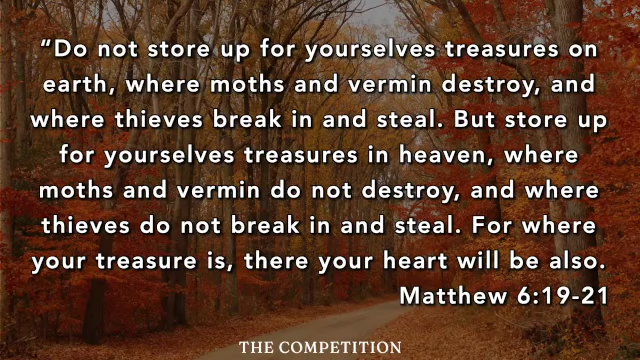 “Do not store up for yourselves treasures on
earth, where moths and vermin destroy, and
where thieves break in and steal. But store up
for yourselves treasures in heaven, where
moths and vermin do not destroy, and where
thieves do not break in and steal. For where
your treasure is, there your heart will be also.
Matthew 6:19-21
THE COMPETITION